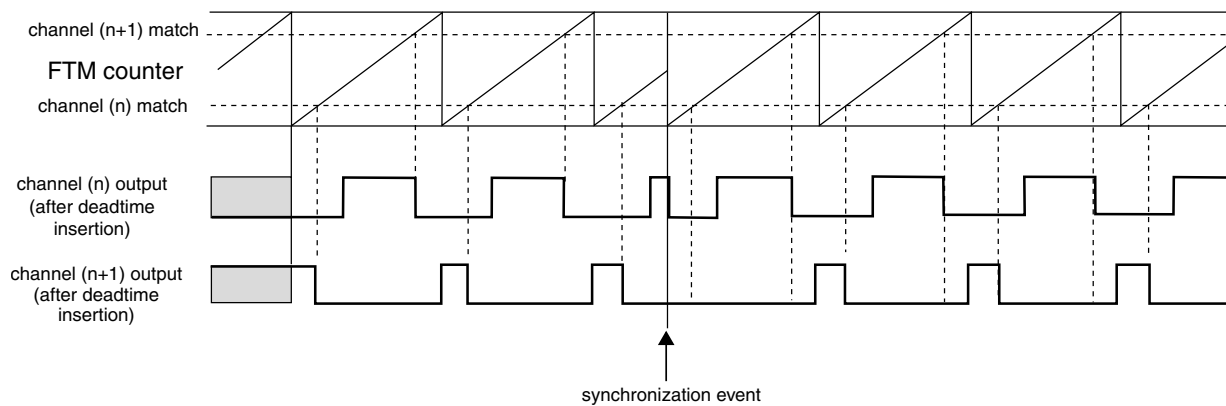 channel (n+1) match
FTM counter
channel (n) match
channel (n) output
(after deadtime
insertion)
channel (n+1) output
(after deadtime
insertion)
synchronization event